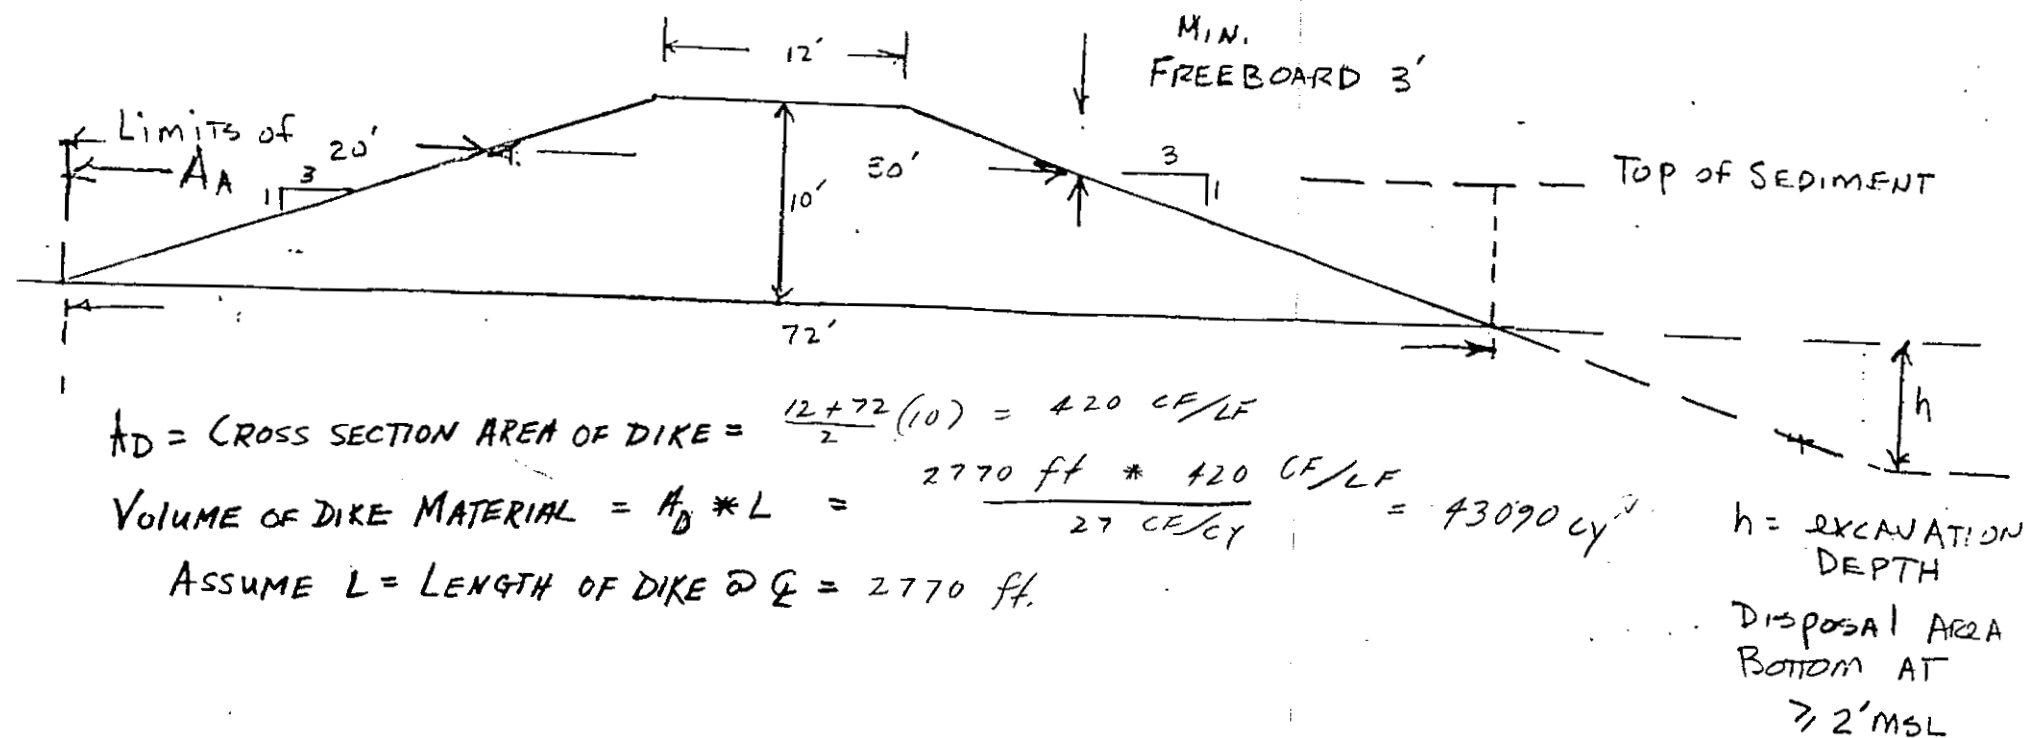 12'
MIN.
FREEBOARD 3'
Limits of
AA
20'
3
1
10'
50'
3
1
TOP of SEDIMENT
72'
h
AD = CROSS SECTION AREA OF DIKE = 12+72/2 (10) = 420 CF/LF
VOLUME OF DIKE MATERIAL = AD * L = 2770 ft * 420 CF/LF / 27 CF/CY = 43090 cy
ASSUME L = LENGTH OF DIKE @ ℄ = 2770 ft.
h = EXCAVATION
DEPTH
DISPOSAl AREA
BOTTOM AT
≥ 2' MSL